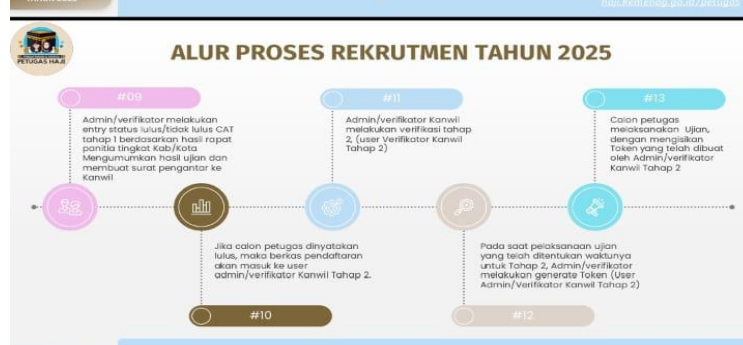 haji.kemenag.go.id/petugas
PETUGAS HAJI
ALUR PROSES REKRUTMEN TAHUN 2025
#09
Admin/verifikator melakukan
entry status lulus/tidak lulus CAT
tahap 1 berdasarkan hasil rapat
panitia tingkat Kab/Kota
Mengumumkan hasil ujian dan
membuat surat pengantar ke
Kanwil
#10
Jika calon petugas dinyatakan
lulus, maka berkas pendaftaran
akan masuk ke user
admin/verifikator Kanwil Tahap 2.
#11
Admin/verifikator Kanwil
melakukan verifikasi tahap
2, (user Verifikator Kanwil
Tahap 2)
#12
Pada saat pelaksanaan ujian
yang telah ditentukan waktunya
untuk Tahap 2, Admin/verifikator
melakukan generate Token (User
Admin/Verifikator Kanwil Tahap 2)
#13
Calon petugas
melaksanakan Ujian,
dengan mengisikan
Token yang telah dibuat
oleh Admin/verifikator
Kanwil Tahap 2